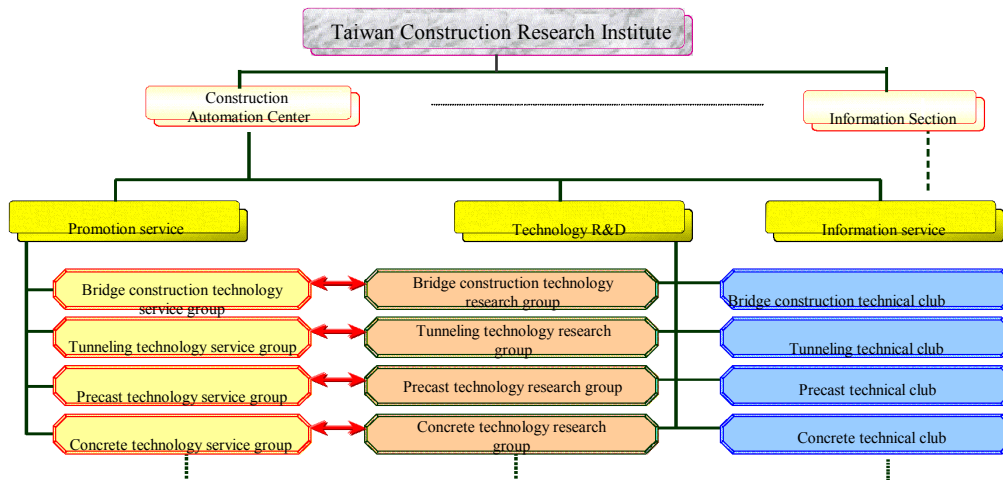 Taiwan Construction Research Institute
Construction
Automation Center
Information Section
Promotion service
Technology R&D
Information service
Bridge construction technology
service group
Bridge construction technology
research group
Bridge construction technical club
Tunneling technology service group
Tunneling technology research
group
Tunneling technical club
Precast technology service group
Precast technology research group
Precast technical club
Concrete technology service group
Concrete technology research
group
Concrete technical club